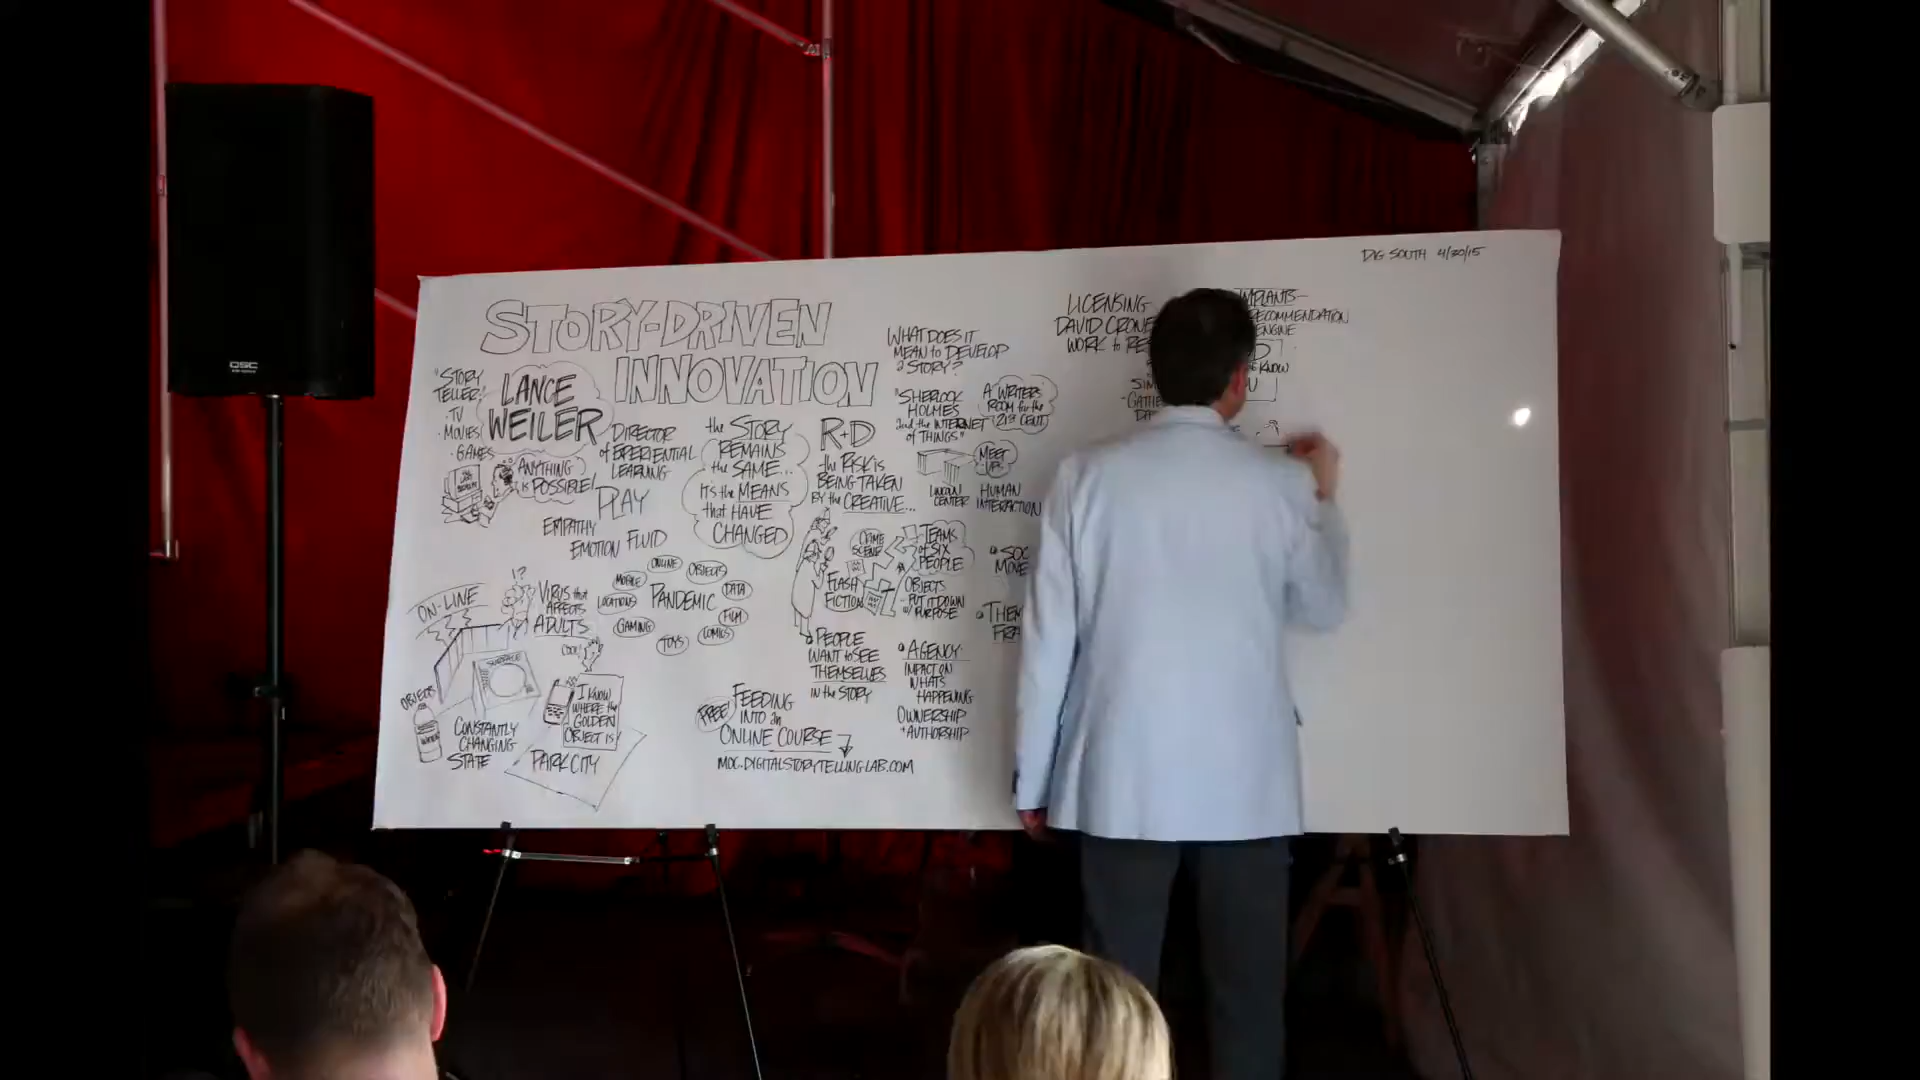 QSC
DIG SOUTH 4/30/15
STORY-DRIVEN
INNOVATION
"STORY
TELLER"
· TV
· MOVIES
· GAMES
LANCE
WEILER
DIRECTOR
of EXPERIENTIAL
LEARNING
ANYTHING
is POSSIBLE!
PLAY
EMPATHY
EMOTION FLUID
the STORY
REMAINS
the SAME...
IT'S the MEANS
that HAVE
CHANGED
R+D
the RISK is
BEING TAKEN
BY the CREATIVE...
WHAT DOES IT
MEAN to DEVELOP
a STORY?
"SHERLOCK
HOLMES
and the INTERNET
of THINGS"
A WRITERS
ROOM for the
21st CENT.
MEET
UPS
LINCOLN
CENTER
HUMAN
INTERACTION
CRIME
SCENE
TEAMS
of SIX
PEOPLE
FLASH
FICTION
OBJECTS
- PUT IT DOWN
w/ PURPOSE
• PEOPLE
WANT to SEE
THEMSELVES
IN the STORY
• AGENCY:
IMPACT ON
WHATS
HAPPENING
OWNERSHIP
+ AUTHORSHIP
ON-LINE
!?
VIRUS that
AFFECTS
ADULTS
COOL!
MOBILE
ONLINE
OBJECTS
LOCATIONS
PANDEMIC
DATA
GAMING
FILM
TOYS
COMICS
OBJECTS
WATER
CONSTANTLY
CHANGING
STATE
I KNOW
WHERE the
GOLDEN
OBJECT IS!
PARK CITY
FREE!
FEEDING
INTO an
ONLINE COURSE
MOC.DIGITALSTORYTELLINGLAB.COM
LICENSING
DAVID CRONE
WORK to
IMPLANTS-
RECOMMENDATION
ENGINE
KNOW